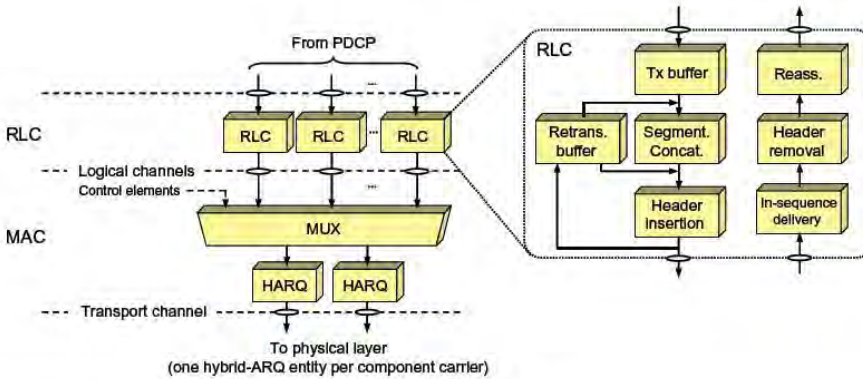 From PDCP
...
RLC
RLC
RLC
...
RLC
Logical channels
...
Control elements
MUX
MAC
HARQ
HARQ
Transport channel
To physical layer
(one hybrid-ARQ entity per component carrier)
RLC
Tx buffer
Reass.
Retrans.
buffer
Segment.
Concat.
Header
removal
Header
insertion
In-sequence
delivery